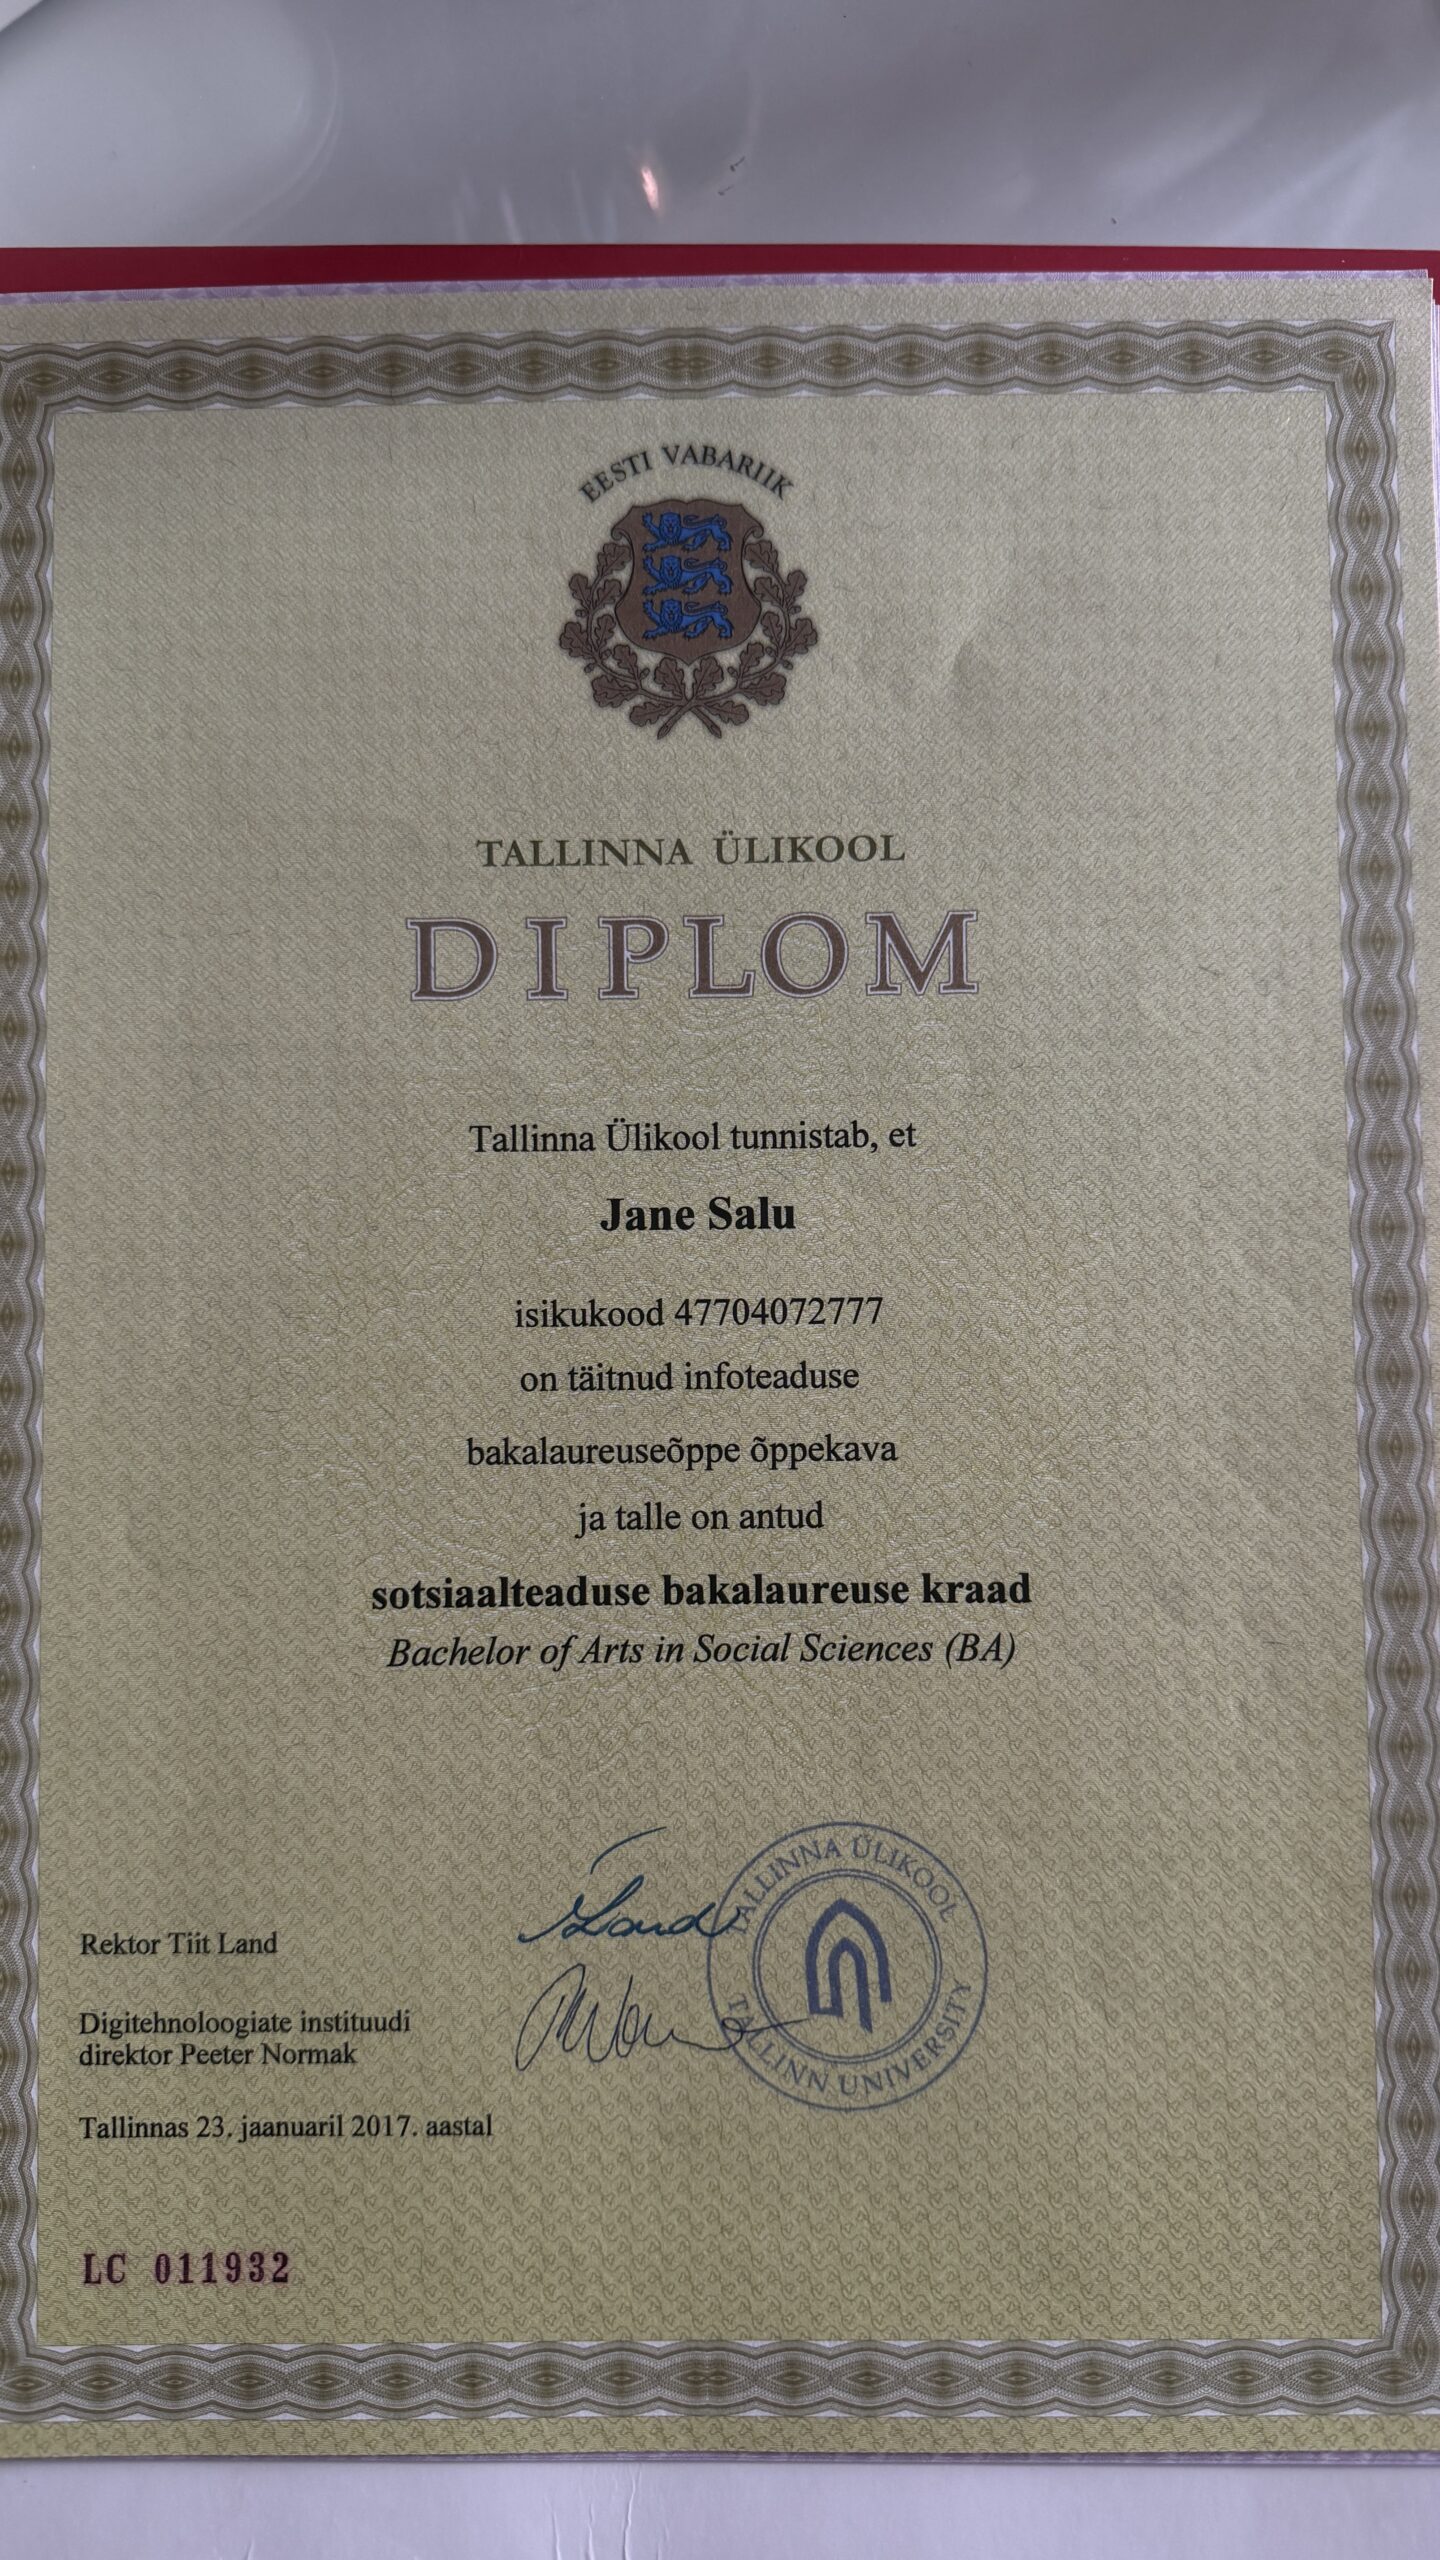 EESTI VABARIIK
TALLINNA ÜLIKOOL
DIPLOM
Tallinna Ülikool tunnistab, et
Jane Salu
isikukood 47704072777
on täitnud infoteaduse
bakalaureuseõppe õppekava
ja talle on antud
sotsiaalteaduse bakalaureuse kraad
Bachelor of Arts in Social Sciences (BA)
TALLINNA ÜLIKOOL
TALLINN UNIVERSITY
Rektor Tiit Land
Digitehnoloogiate instituudi
direktor Peeter Normak
Tallinnas 23. jaanuaril 2017. aastal
LC 011932